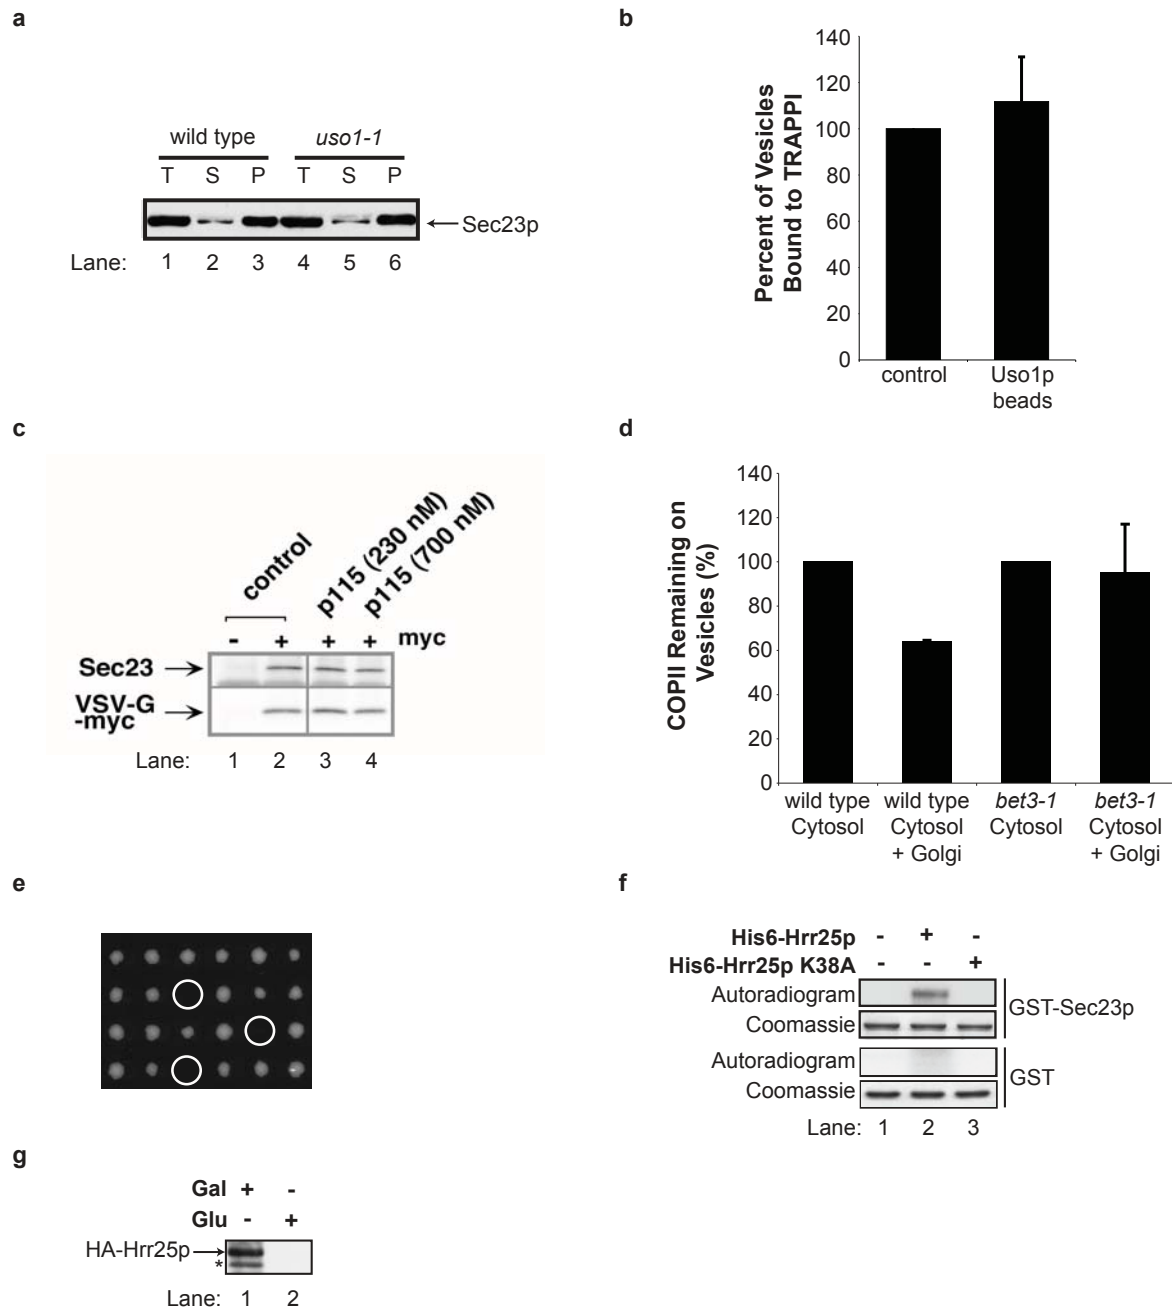 a
wild type uso1-1
T S P T S P
Sec23p
Lane: 1 2 3 4 5 6
b
Percent of Vesicles
Bound to TRAPPI
140
120
100
80
60
40
20
0
control
Uso1p
beads
c
control
p115 (230 nM)
p115 (700 nM)
- + + + myc
Sec23
VSV-G
-myc
Lane: 1 2 3 4
d
COPII Remaining on
Vesicles (%)
140
120
100
80
60
40
20
0
wild type wild type bet3-1 bet3-1
Cytosol Cytosol Cytosol Cytosol
+ Golgi + Golgi
e
f
His6-Hrr25p - + -
His6-Hrr25p K38A - - +
Autoradiogram
Coomassie
GST-Sec23p
Autoradiogram
Coomassie
GST
Lane: 1 2 3
g
Gal + -
Glu - +
HA-Hrr25p
*
Lane: 1 2